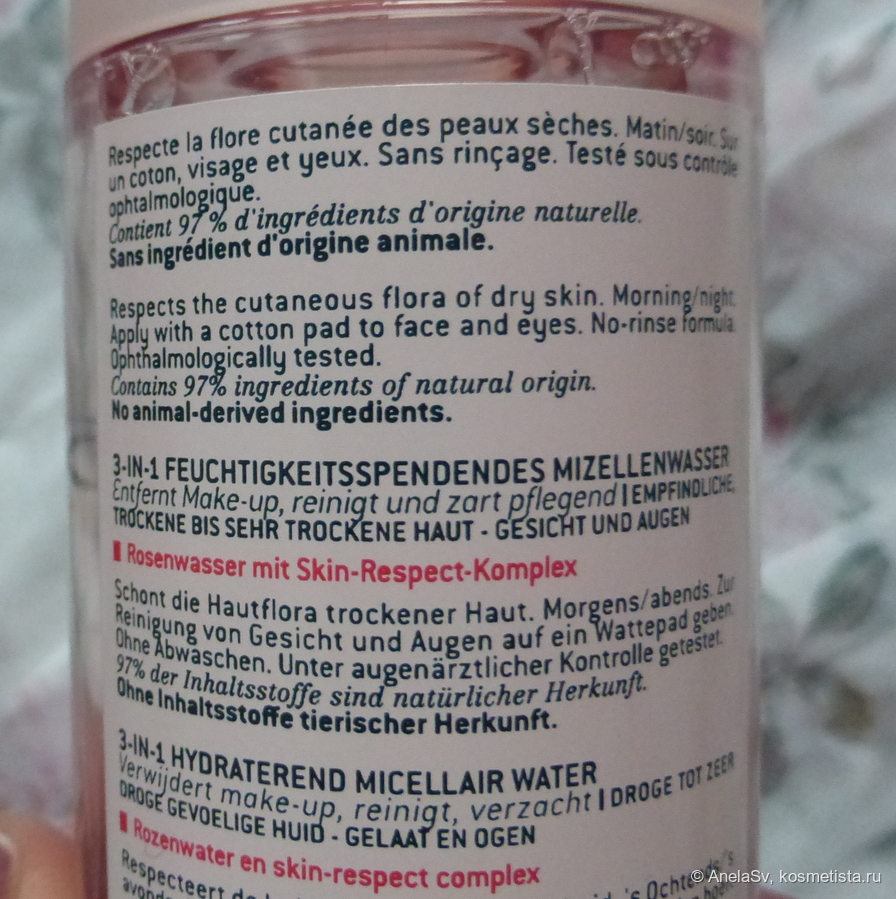 Respecte la flore cutanée des peaux sèches. Matin/soir. Sur
un coton, visage et yeux. Sans rinçage. Testé sous contrôle
ophtalmologique.
Contient 97 % d'ingrédients d'origine naturelle.
Sans ingrédient d'origine animale.
Respects the cutaneous flora of dry skin. Morning/night.
Apply with a cotton pad to face and eyes. No-rinse formula.
Ophthalmologically tested.
Contains 97% ingredients of natural origin.
No animal-derived ingredients.
3-IN-1 FEUCHTIGKEITSSPENDENDES MIZELLENWASSER
Entfernt Make-up, reinigt und zart pflegend | EMPFINDLICHE,
TROCKENE BIS SEHR TROCKENE HAUT - GESICHT UND AUGEN
Rosenwasser mit Skin-Respect-Komplex
Schont die Hautflora trockener Haut. Morgens/abends. Zur
Reinigung von Gesicht und Augen auf ein Wattepad geben.
Ohne Abwaschen. Unter augenärztlicher Kontrolle getestet.
97% der Inhaltsstoffe sind natürlicher Herkunft.
Ohne Inhaltsstoffe tierischer Herkunft.
3-IN-1 HYDRATEREND MICELLAIR WATER
Verwijdert make-up, reinigt, verzacht | DROGE TOT ZEER
DROGE GEVOELIGE HUID - GELAAT EN OGEN
Rozenwater en skin-respect complex
Respecteert 's Ochtends/'s
© AnelaSv, kosmetista.ru